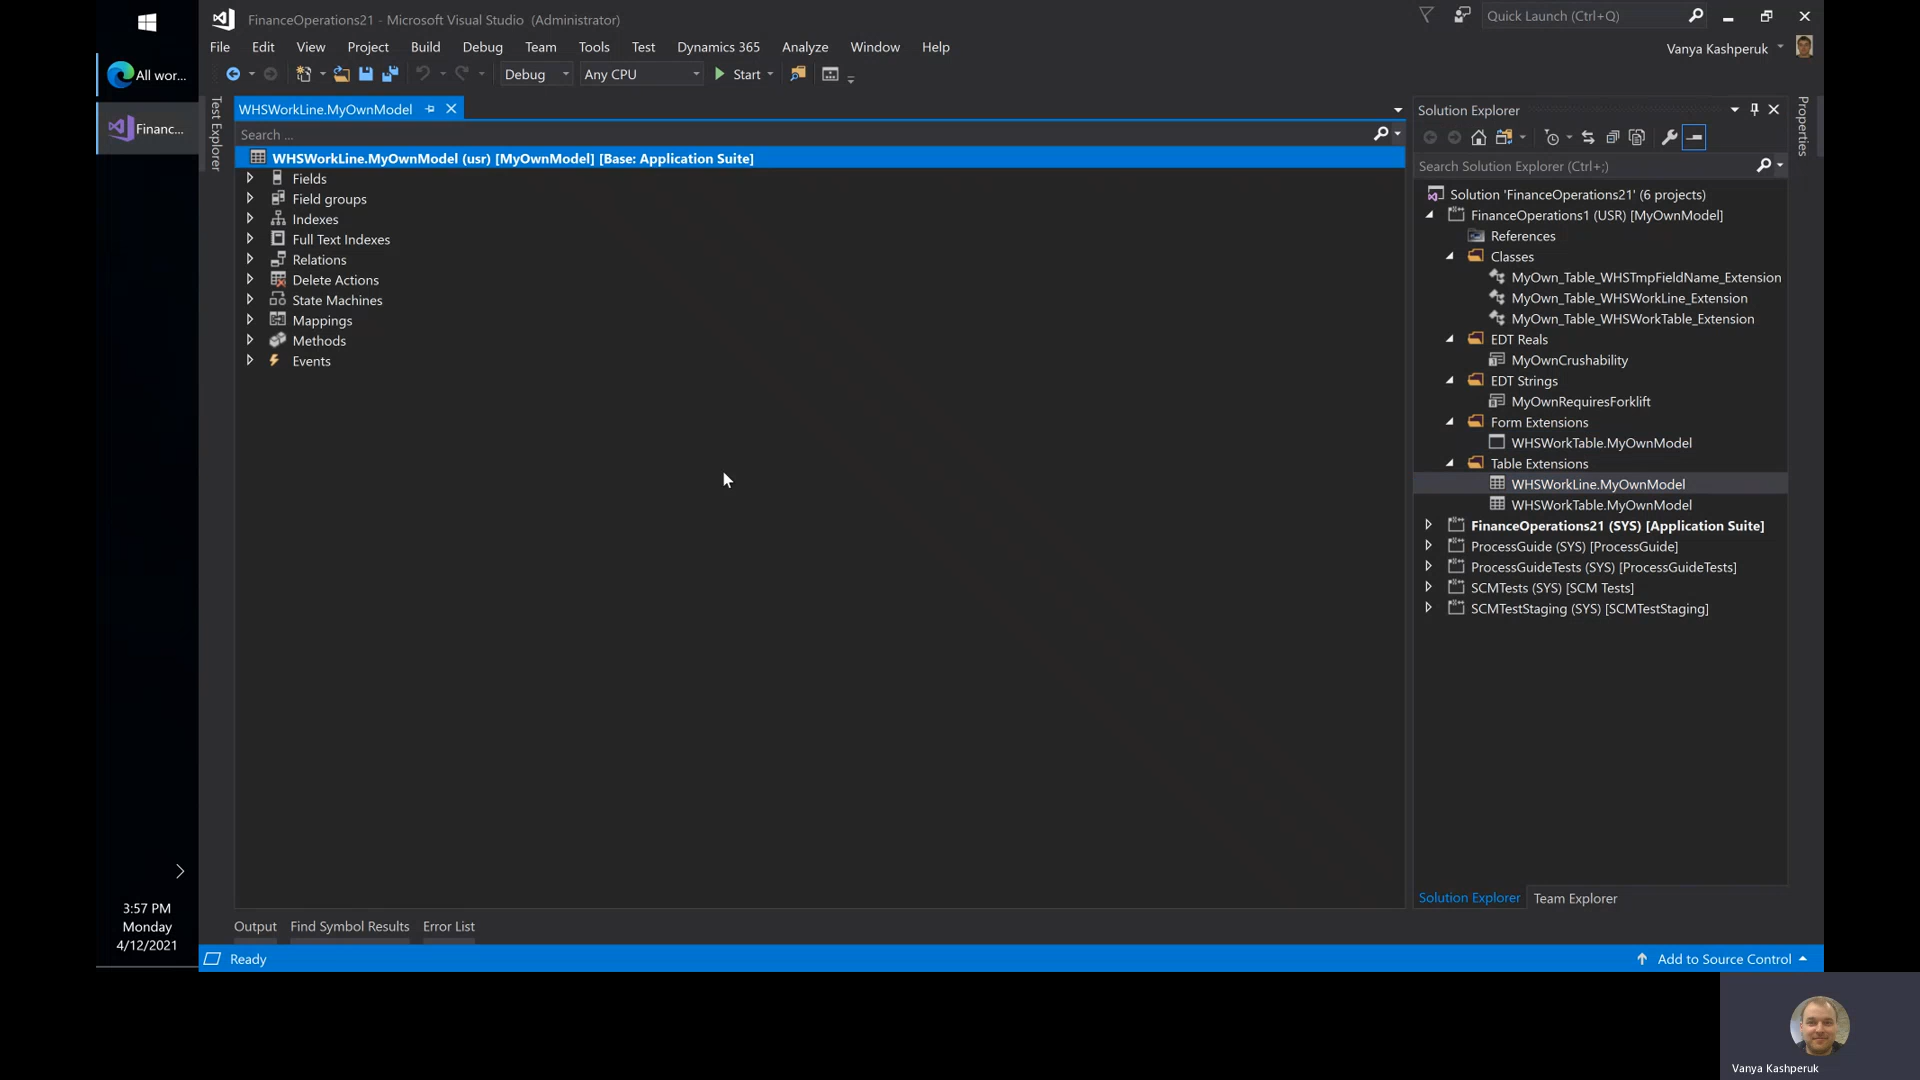 FinanceOperations21 - Microsoft Visual Studio (Administrator)
Quick Launch (Ctrl+Q)
File Edit View Project Build Debug Team Tools Test Dynamics 365 Analyze Window Help
Vanya Kashperuk
All wor...
Debug Any CPU Start
Financ...
Test Explorer
WHSWorkLine.MyOwnModel
Search ...
WHSWorkLine.MyOwnModel (usr) [MyOwnModel] [Base: Application Suite]
Fields
Field groups
Indexes
Full Text Indexes
Relations
Delete Actions
State Machines
Mappings
Methods
Events
Solution Explorer
Properties
Search Solution Explorer (Ctrl+;)
Solution 'FinanceOperations21' (6 projects)
FinanceOperations1 (USR) [MyOwnModel]
References
Classes
MyOwn_Table_WHSTmpFieldName_Extension
MyOwn_Table_WHSWorkLine_Extension
MyOwn_Table_WHSWorkTable_Extension
EDT Reals
MyOwnCrushability
EDT Strings
MyOwnRequiresForklift
Form Extensions
WHSWorkTable.MyOwnModel
Table Extensions
WHSWorkLine.MyOwnModel
WHSWorkTable.MyOwnModel
FinanceOperations21 (SYS) [Application Suite]
ProcessGuide (SYS) [ProcessGuide]
ProcessGuideTests (SYS) [ProcessGuideTests]
SCMTests (SYS) [SCM Tests]
SCMTestStaging (SYS) [SCMTestStaging]
Solution Explorer Team Explorer
3:57 PM
Monday
4/12/2021
Output Find Symbol Results Error List
Ready
Add to Source Control
Vanya Kashperuk